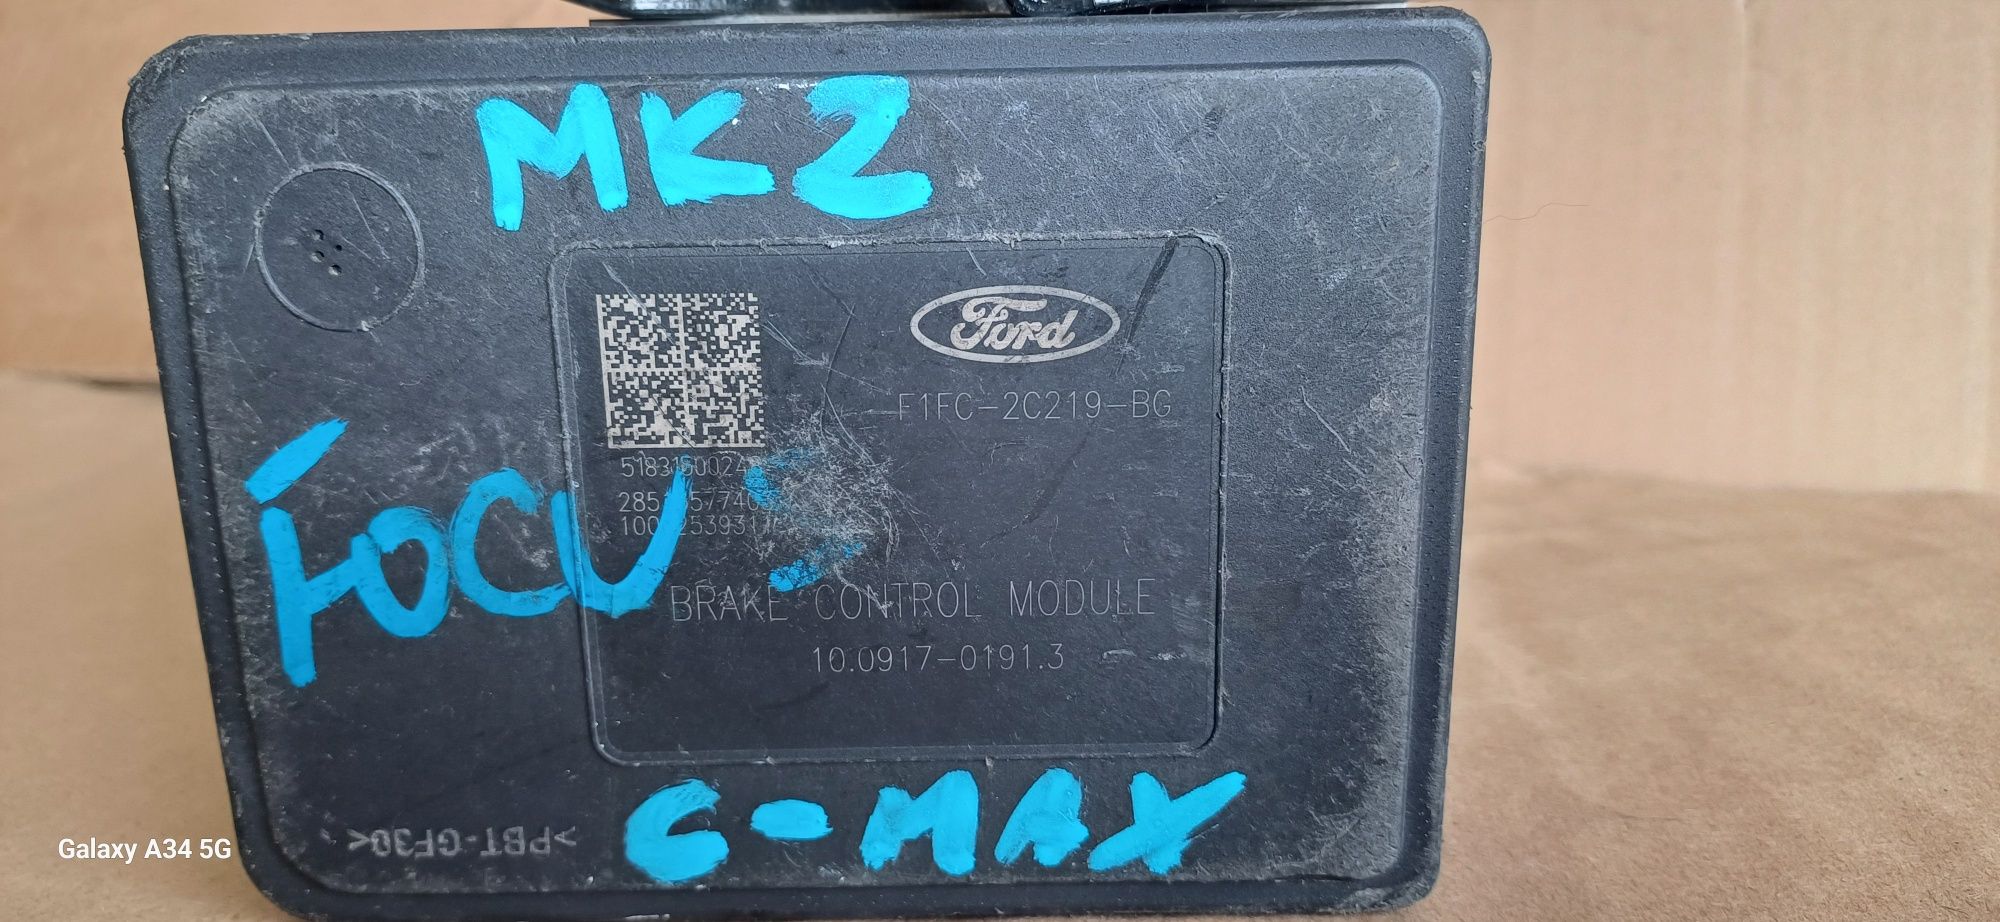 MK2
Ford
F1FC-2C219-BG
FOCUS
BRAKE CONTROL MODULE
10.0917-0191.3
C-MAX
>PBT-GF30<
Galaxy A34 5G